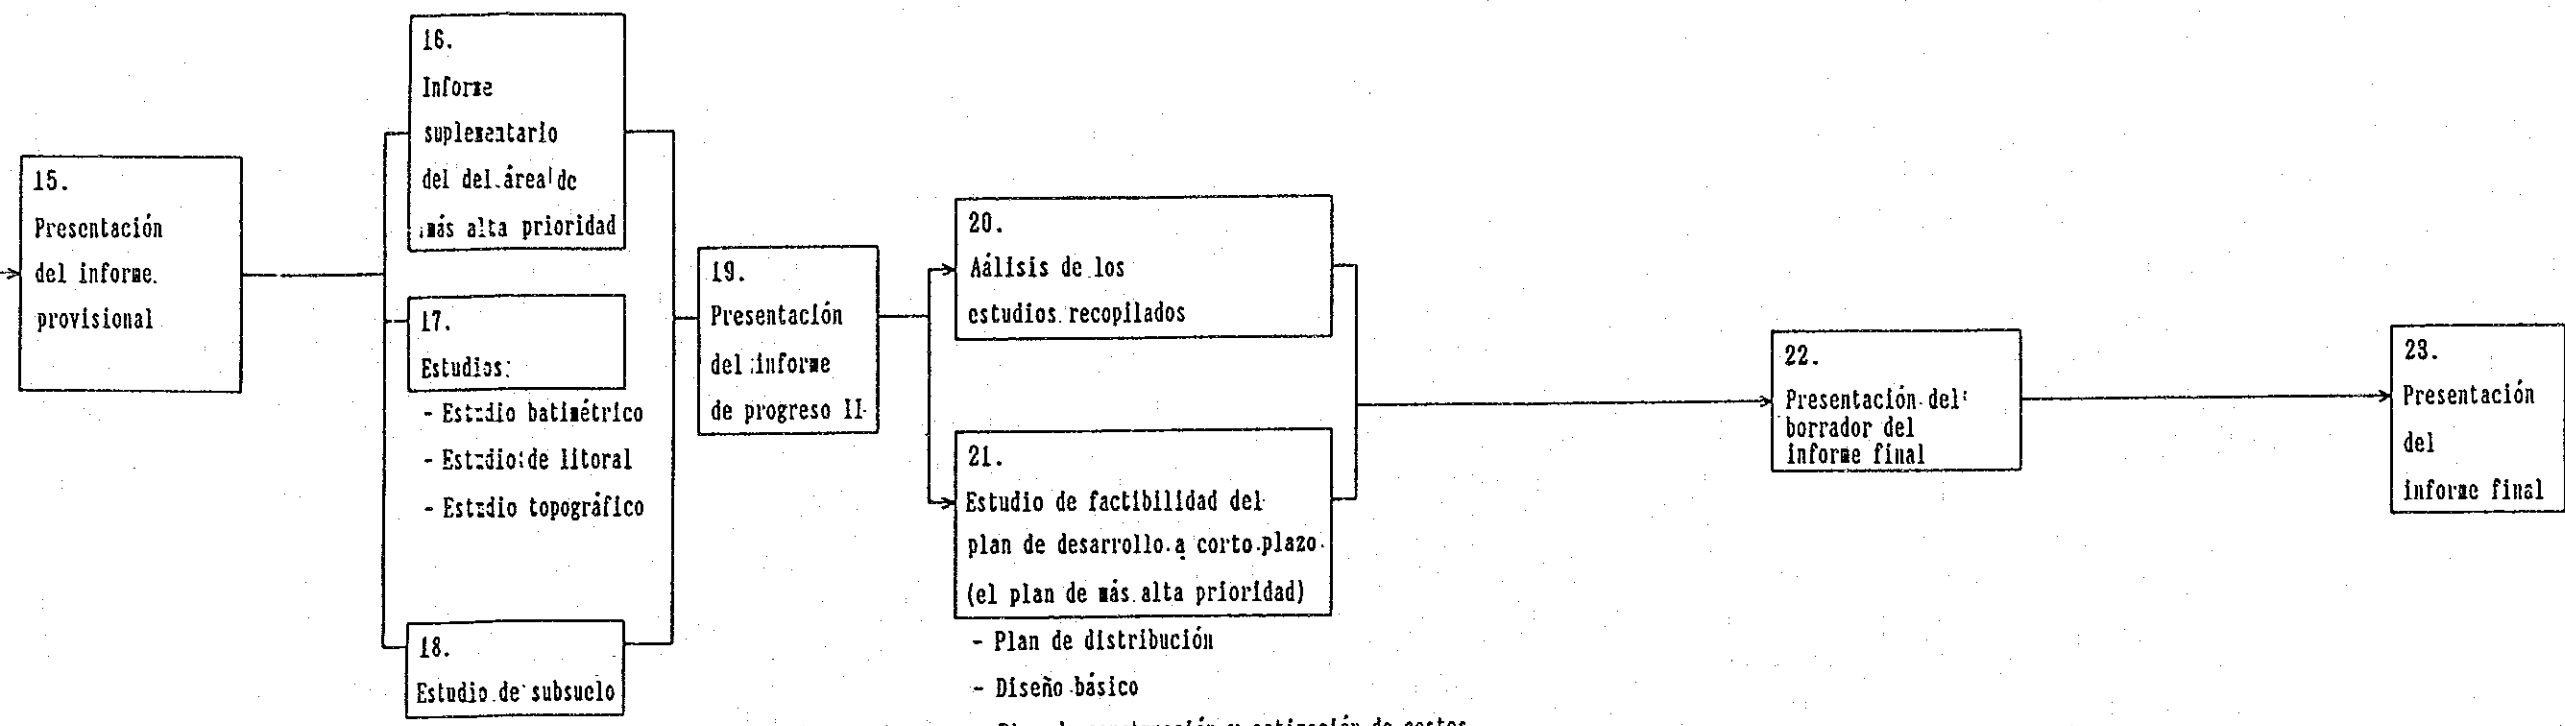 15.
Presentación
del informe
provisional
16.
Informe
suplementario
del del área de
más alta prioridad
17.
Estudios:
- Estudio batimétrico
- Estudio de litoral
- Estudio topográfico
18.
Estudio de subsuelo
19.
Presentación
del informe
de progreso II
20.
Aálisis de los
estudios recopilados
21.
Estudio de factibilidad del
plan de desarrollo a corto plazo
(el plan de más alta prioridad)
- Plan de distribución
- Diseño básico
22.
Presentación del
borrador del
informe final
23.
Presentación
del
informe final